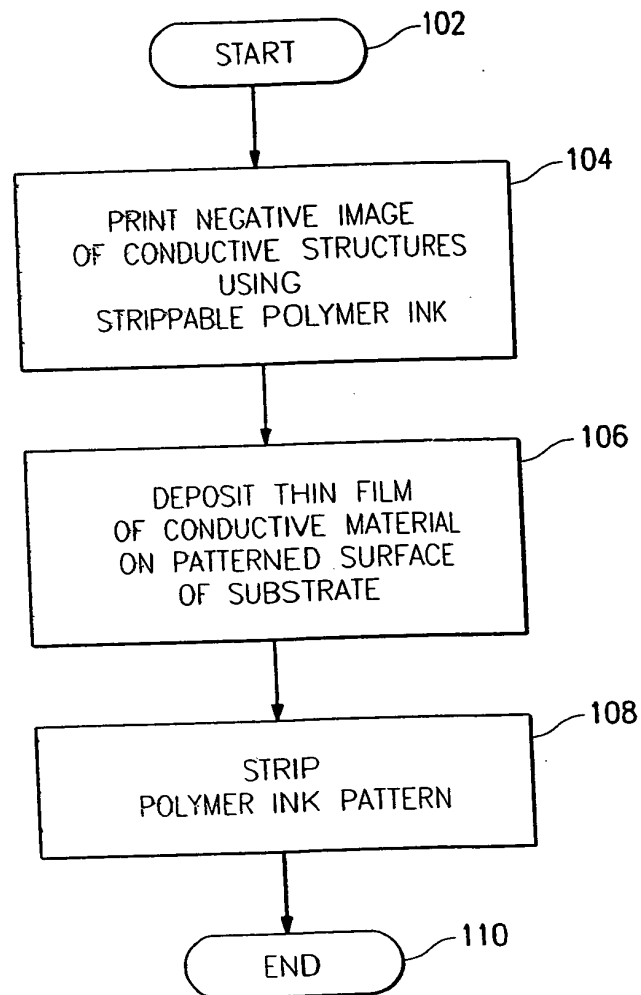 START
102
104
PRINT NEGATIVE IMAGE
OF CONDUCTIVE STRUCTURES
USING
STRIPPABLE POLYMER INK
106
DEPOSIT THIN FILM
OF CONDUCTIVE MATERIAL
ON PATTERNED SURFACE
OF SUBSTRATE
108
STRIP
POLYMER INK PATTERN
END
110